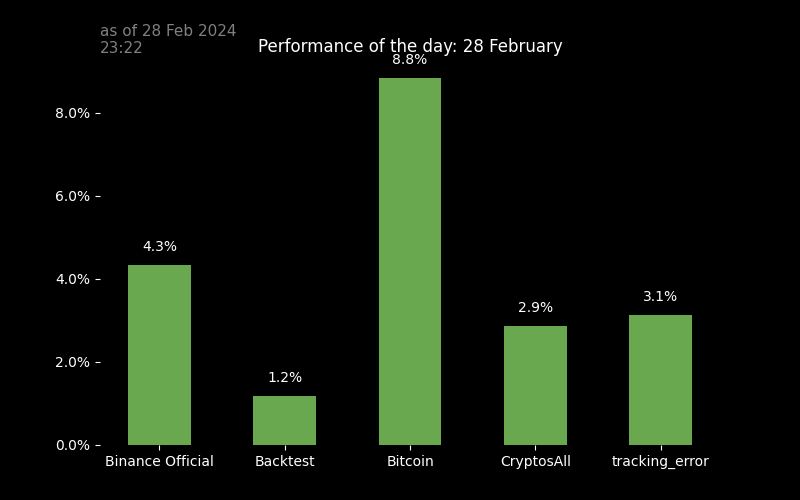 as of 28 Feb 2024
23:22
Performance of the day: 28 February
8.8%
8.0%
6.0%
4.3%
4.0%
3.1%
2.9%
2.0%
1.2%
0.0%
Binance Official
Backtest
Bitcoin
CryptosAll
tracking_error